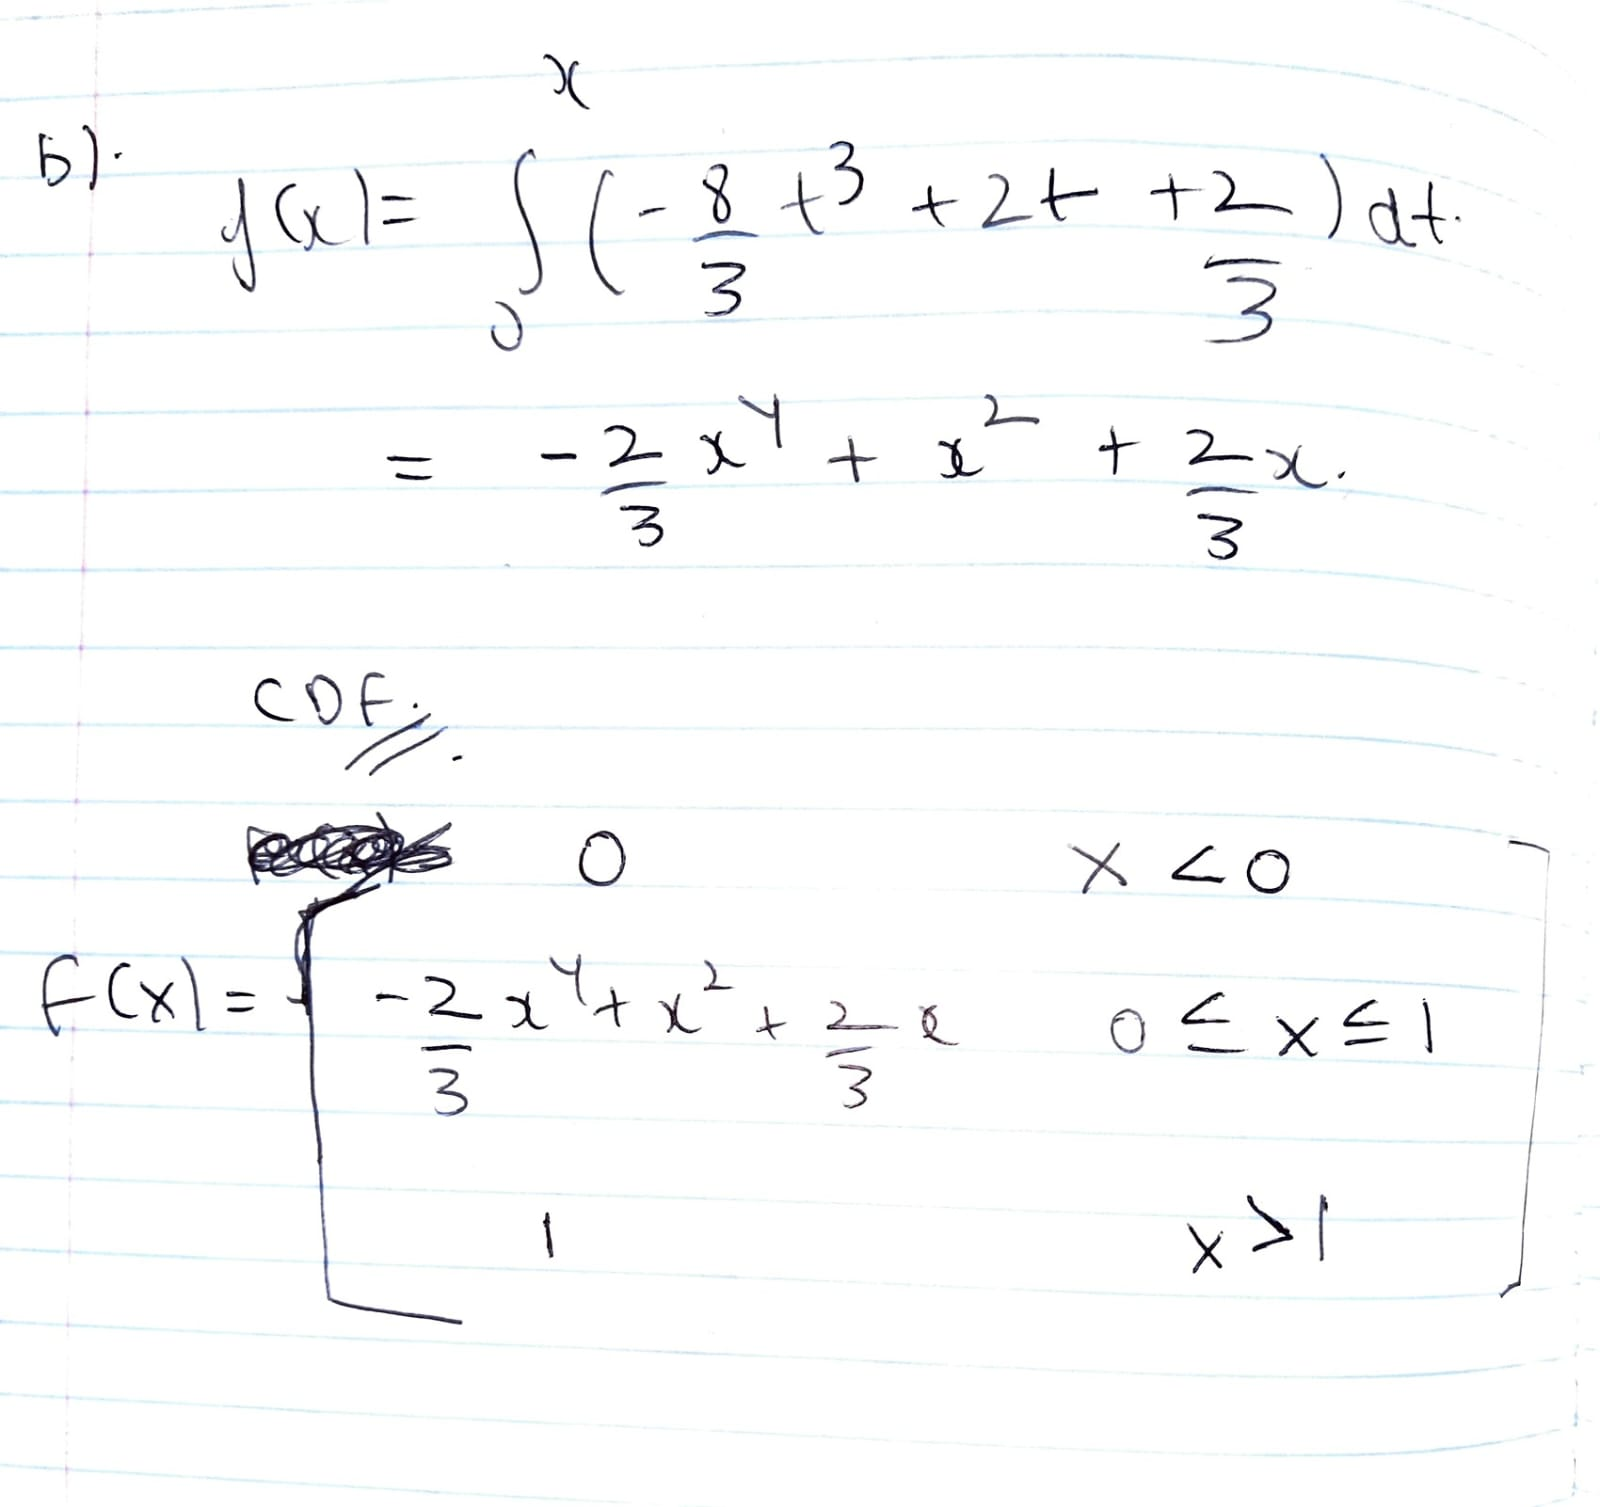 b).
y(x) = ∫₀ˣ (-8/3 t³ + 2t + 2/3) dt.
= -2/3 x⁴ + x² + 2/3 x.
CDF:
0 x < 0
F(x) = -2/3 x⁴ + x² + 2/3 x 0 ≤ x ≤ 1
1 x > 1